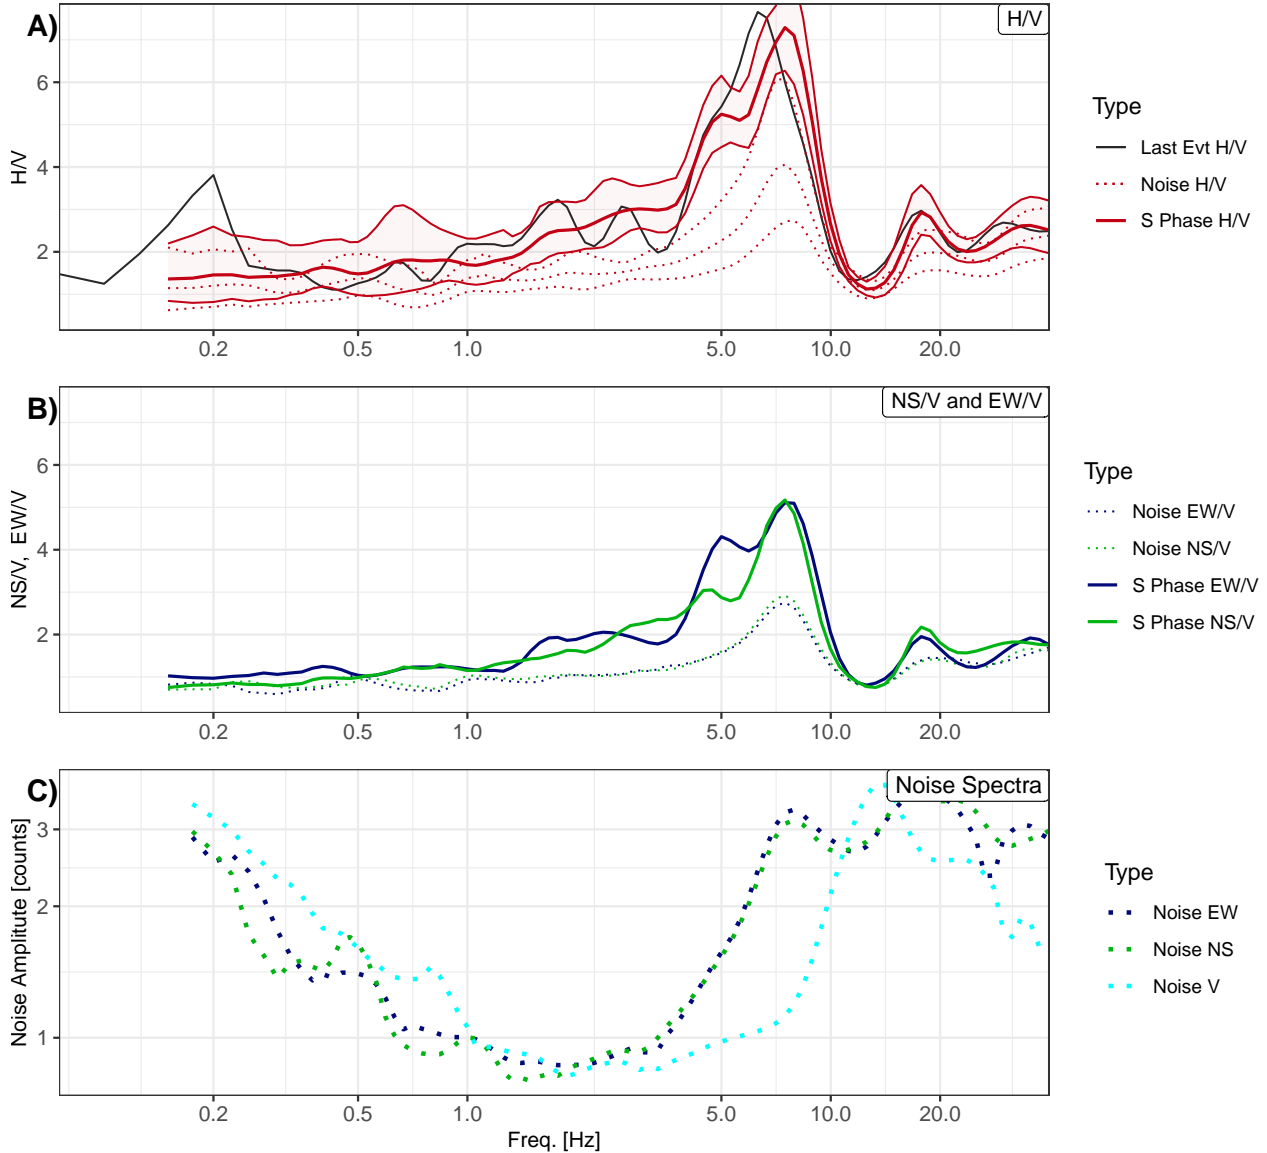 A)
H/V
6
4
2
H/V
0.2 0.5 1.0 5.0 10.0 20.0
Type
Last Evt H/V
Noise H/V
S Phase H/V
B)
NS/V and EW/V
6
4
2
NS/V, EW/V
0.2 0.5 1.0 5.0 10.0 20.0
Type
Noise EW/V
Noise NS/V
S Phase EW/V
S Phase NS/V
C)
Noise Spectra
3
2
1
Noise Amplitute [counts]
0.2 0.5 1.0 5.0 10.0 20.0
Freq. [Hz]
Type
Noise EW
Noise NS
Noise V